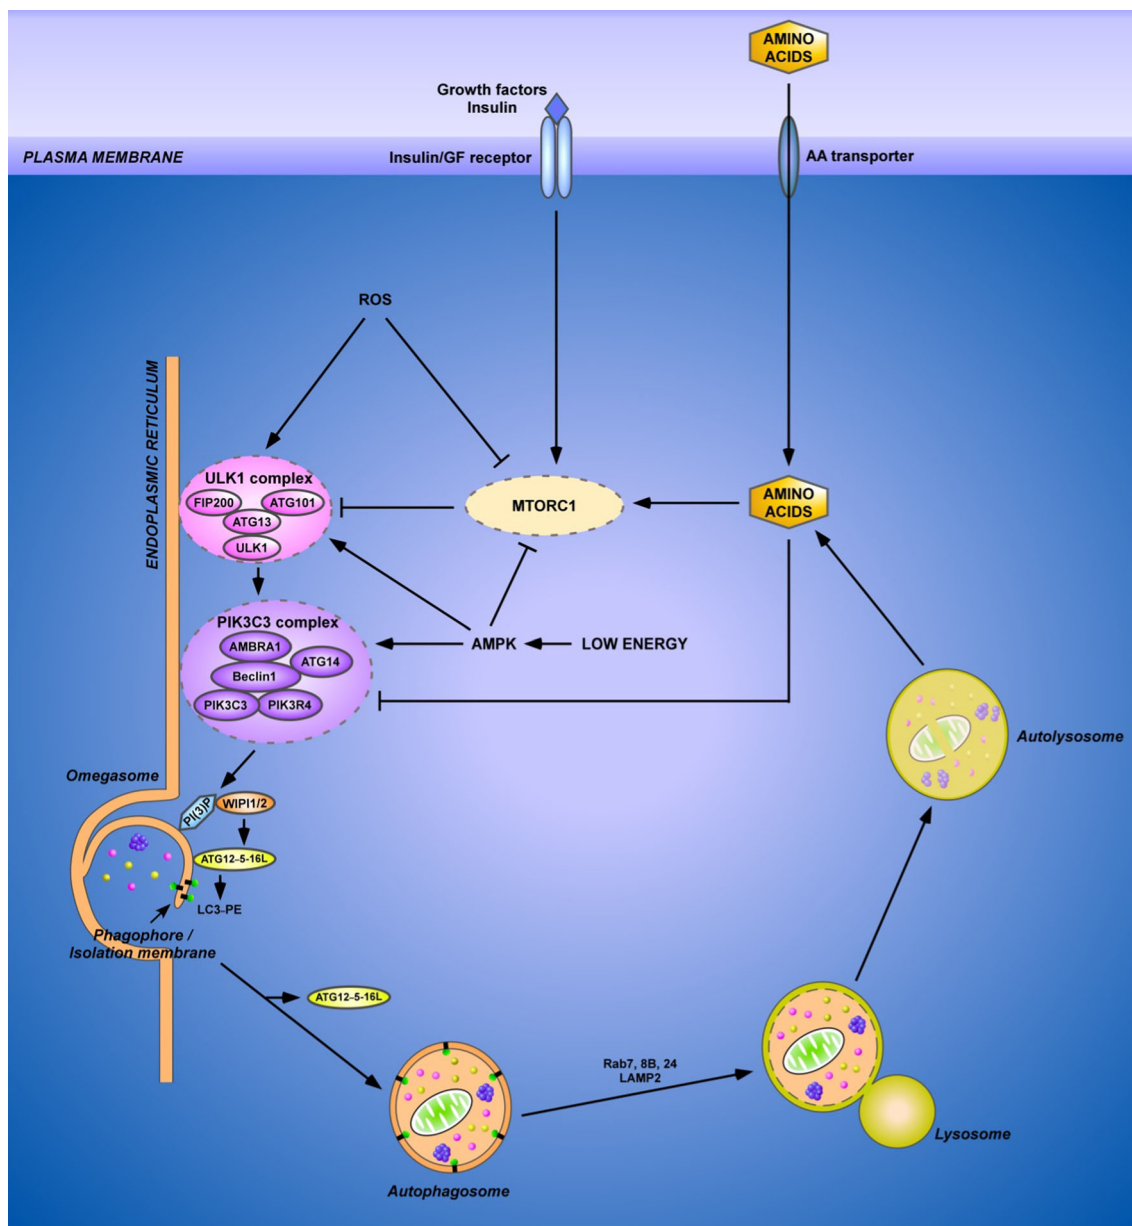 AMINO
ACIDS
Growth factors
Insulin
PLASMA MEMBRANE
Insulin/GF receptor
AA transporter
ROS
ENDOPLASMIC RETICULUM
ULK1 complex
FIP200
ATG101
ATG13
ULK1
MTORC1
AMINO
ACIDS
PIK3C3 complex
AMBRA1
ATG14
Beclin1
PIK3C3
PIK3R4
AMPK
LOW ENERGY
Autolysosome
Omegasome
PI(3)P
WIPI1/2
ATG12–5-16L
LC3–PE
Phagophore /
Isolation membrane
ATG12–5-16L
Rab7, 8B, 24
LAMP2
Lysosome
Autophagosome